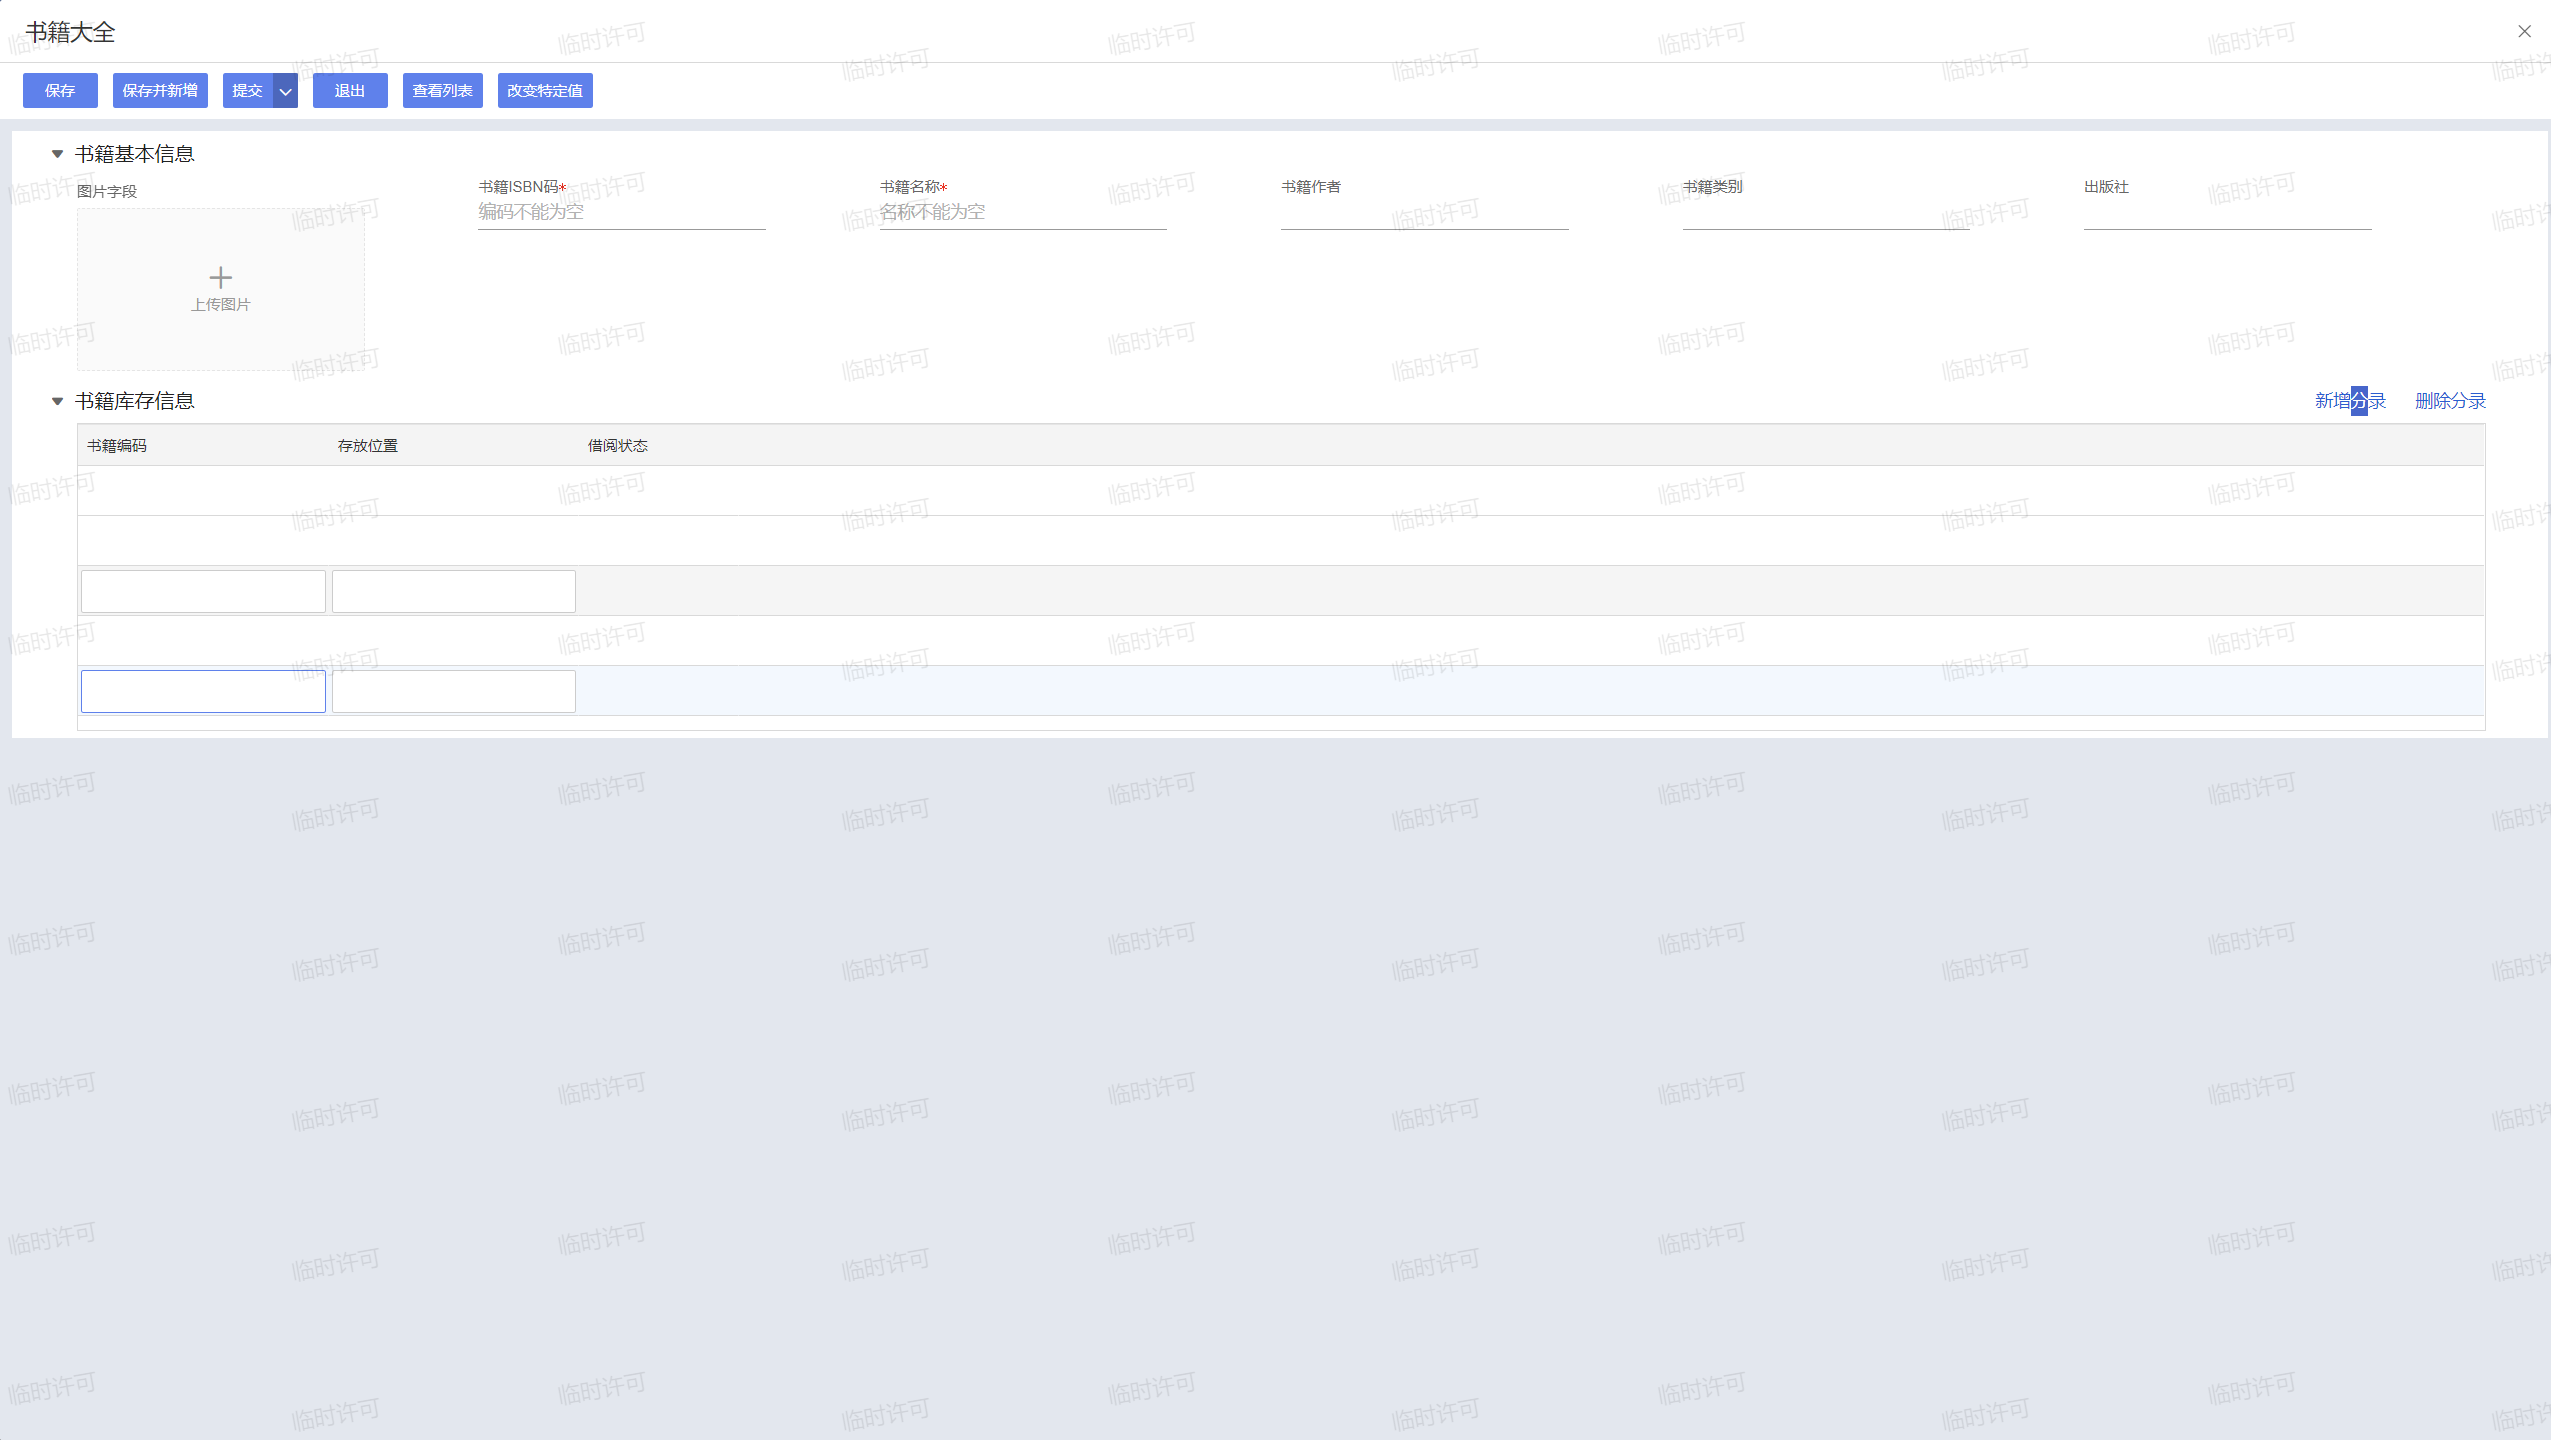 书籍大全
保存 保存并新增 提交 退出 查看列表 改变特定值
书籍基本信息
图片字段 书籍ISBN码* 书籍名称* 书籍作者 书籍类别 出版社
编码不能为空 名称不能为空
上传图片
书籍库存信息 新增分录 删除分录
书籍编码 存放位置 借阅状态
临时许可